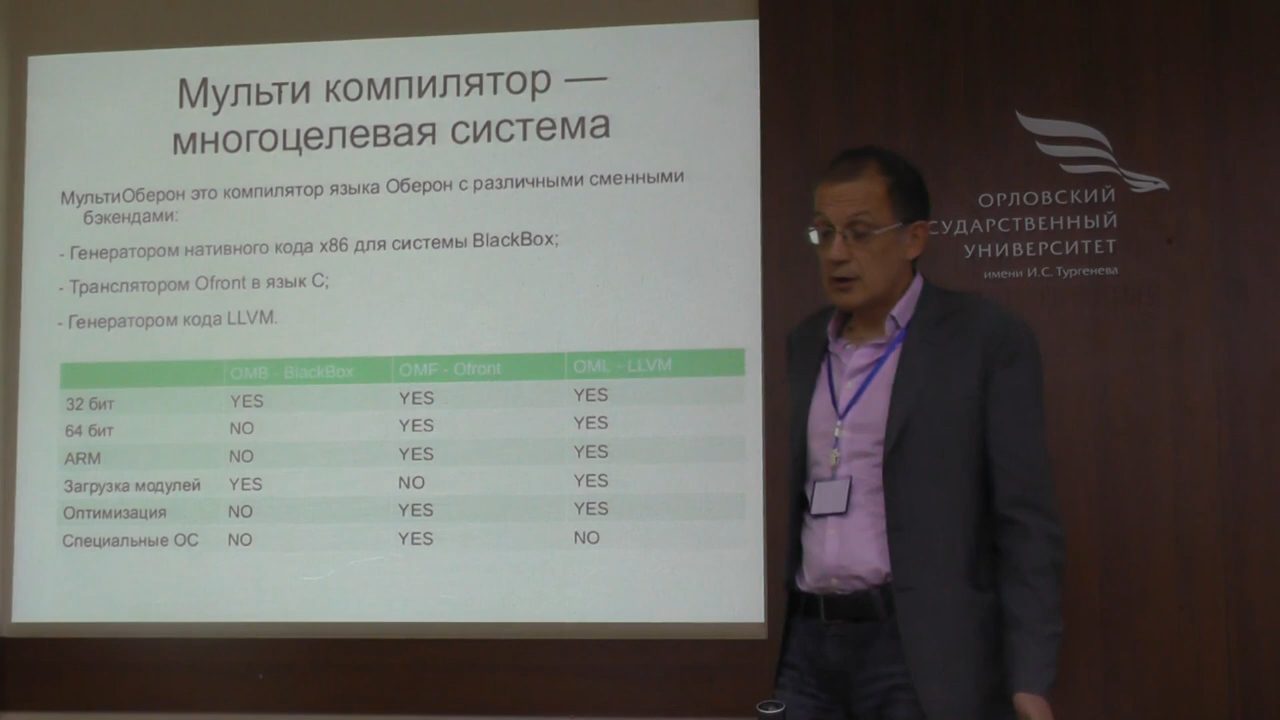 Мульти компилятор —
многоцелевая система
МультиОберон это компилятор языка Оберон с различными сменными
бэкендами:
- Генератором нативного кода x86 для системы BlackBox;
- Транслятором Ofront в язык C;
- Генератором кода LLVM.
OMB - BlackBox OMF - Ofront OML - LLVM
32 бит YES YES YES
64 бит NO YES YES
ARM NO YES YES
Загрузка модулей YES NO YES
Оптимизация NO YES YES
Специальные ОС NO YES NO
ОРЛОВСКИЙ
СУДАРСТВЕННЫЙ
УНИВЕРСИТЕТ
имени И.С. Тургенева